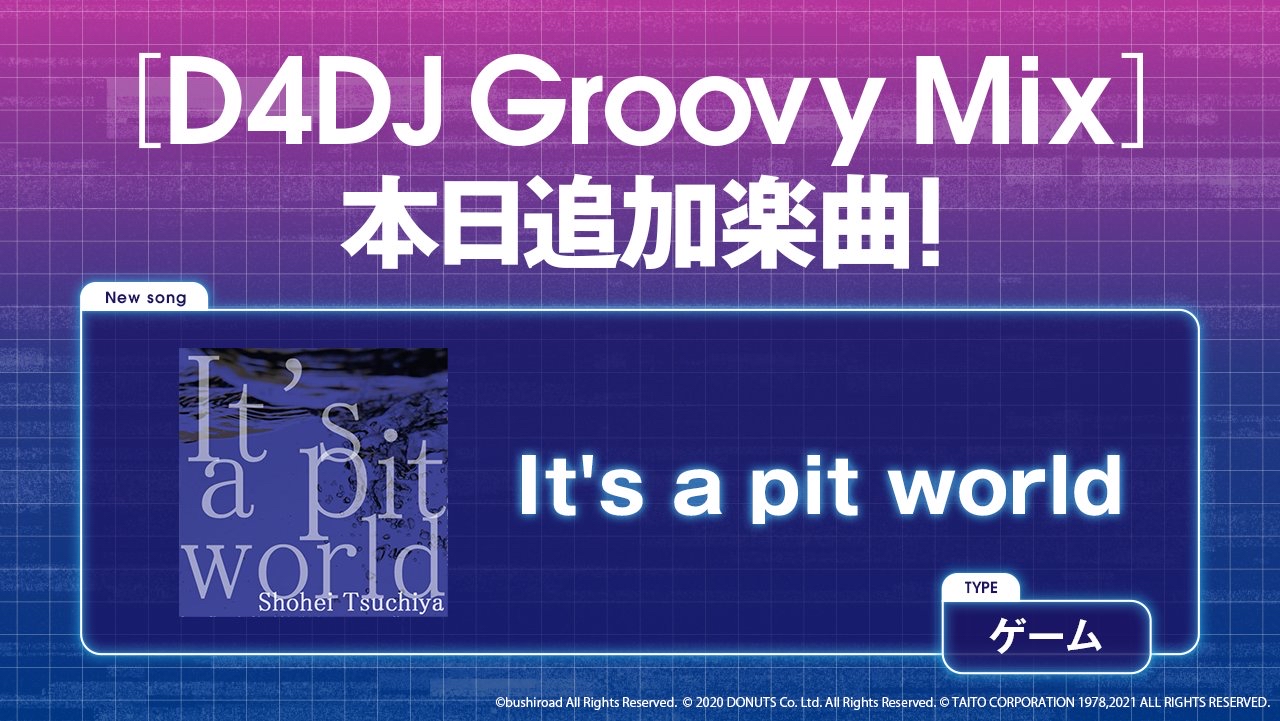 [D4DJ Groovy Mix]
本日追加楽曲!
New song
It's
a pit
world
Shohei Tsuchiya
It's a pit world
TYPE
ゲーム
©bushiroad All Rights Reserved. © 2020 DONUTS Co. Ltd. All Rights Reserved. © TAITO CORPORATION 1978,2021 ALL RIGHTS RESERVED.